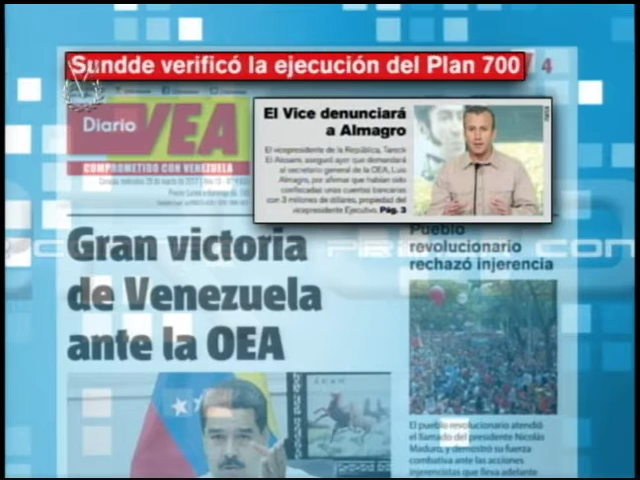 Sundde verificó la ejecución del Plan 700
4
Diario
VEA
COMPROMETIDO CON VENEZUELA
El Vice denunciará
a Almagro
El vicepresidente de la República, Tareck
El Aissami, aseguró ayer que demandará
al secretario general de la OEA, Luis
Almagro, por afirmar que habían sido
confiscadas unas cuentas bancarias
con 3 millones de dólares, propiedad del
vicepresidente Ejecutivo. Pág. 3
Gran victoria
de Venezuela
ante la OEA
Pueblo
revolucionario
rechazó injerencia
El pueblo revolucionario atendió
el llamado del presidente Nicolás
Maduro, y demostró su fuerza
combativa ante las acciones
injerencistas que lleva adelante